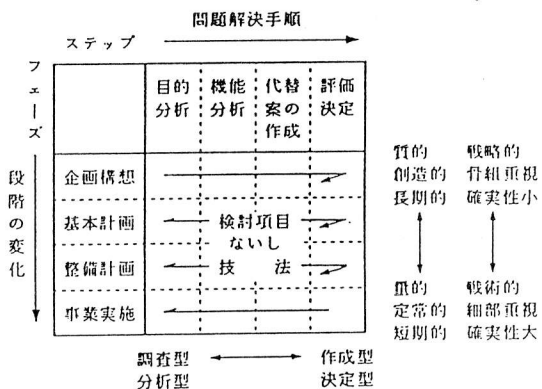 問題解決手順
ステップ
フェーズ
段階の変化
目的分析
機能分析
代替案の作成
評価決定
企画構想
基本計画
整備計画
事業実施
検討項目
ないし
技 法
質的 戦略的
創造的 骨組重視
長期的 確実性小
量的 戦術的
定常的 細部重視
短期的 確実性大
調査型 作成型
分析型 決定型